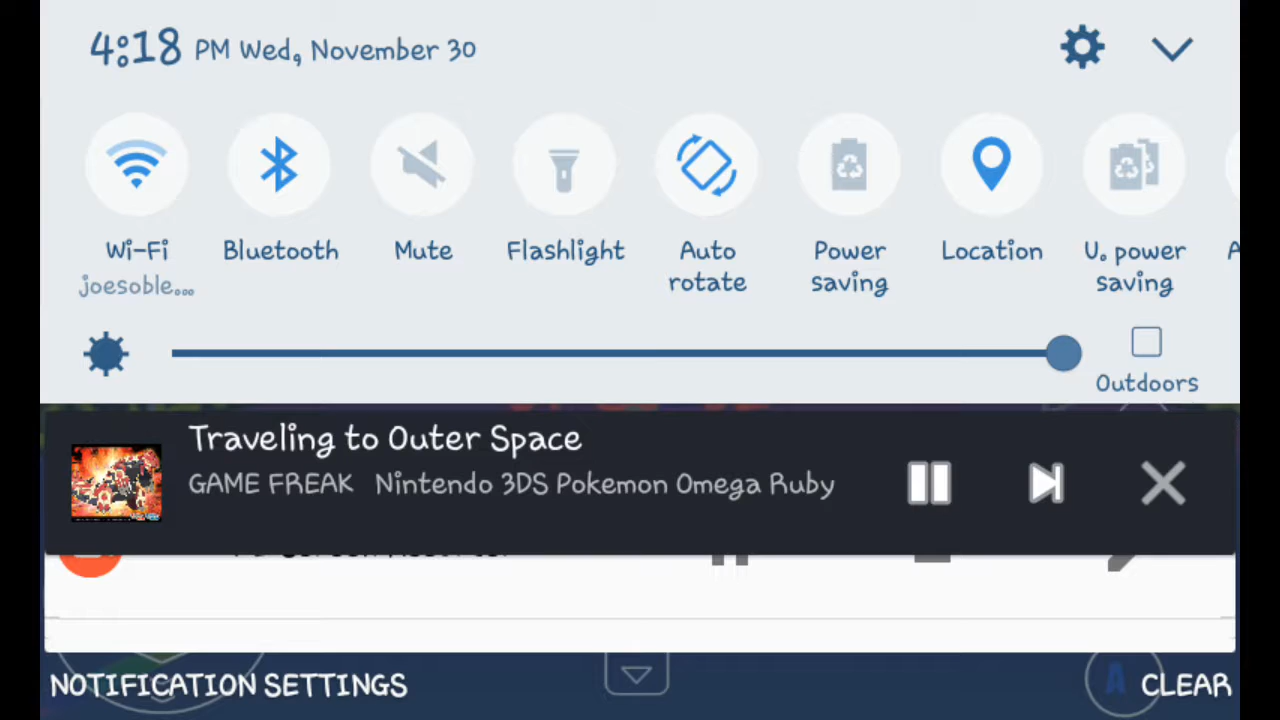 4:18 PM Wed, November 30
Wi-Fi
joesoble...
Bluetooth
Mute
Flashlight
Auto
rotate
Power
saving
Location
U. power
saving
A
Outdoors
Traveling to Outer Space
GAME FREAK Nintendo 3DS Pokemon Omega Ruby
NOTIFICATION SETTINGS
A
CLEAR